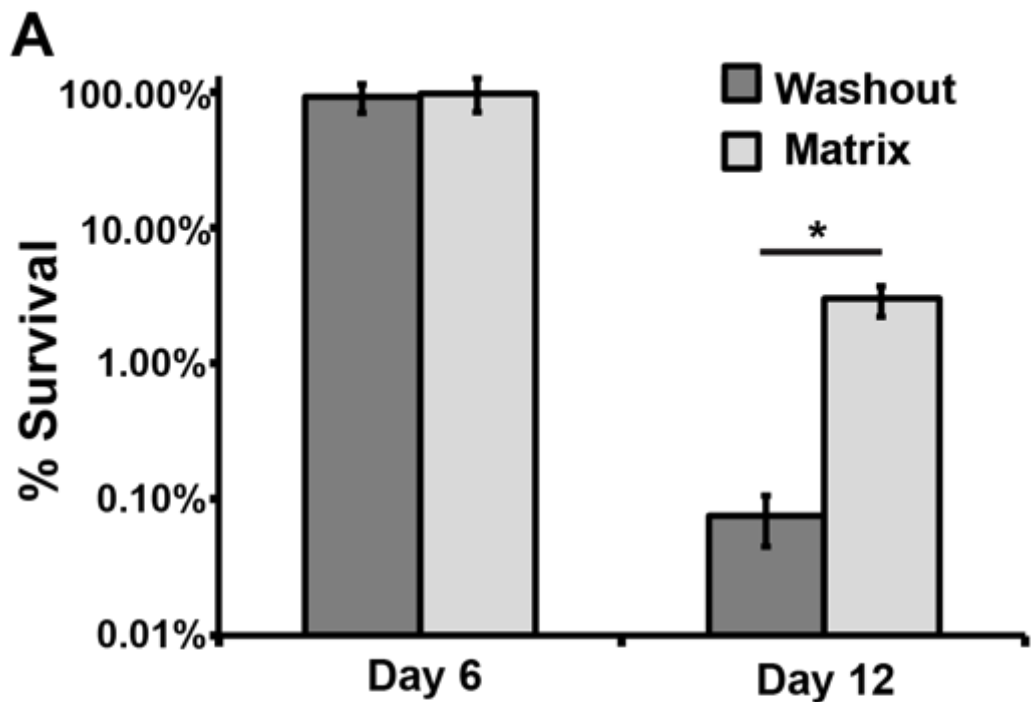 A
% Survival
100.00%
10.00%
1.00%
0.10%
0.01%
Washout
Matrix
*
Day 6
Day 12